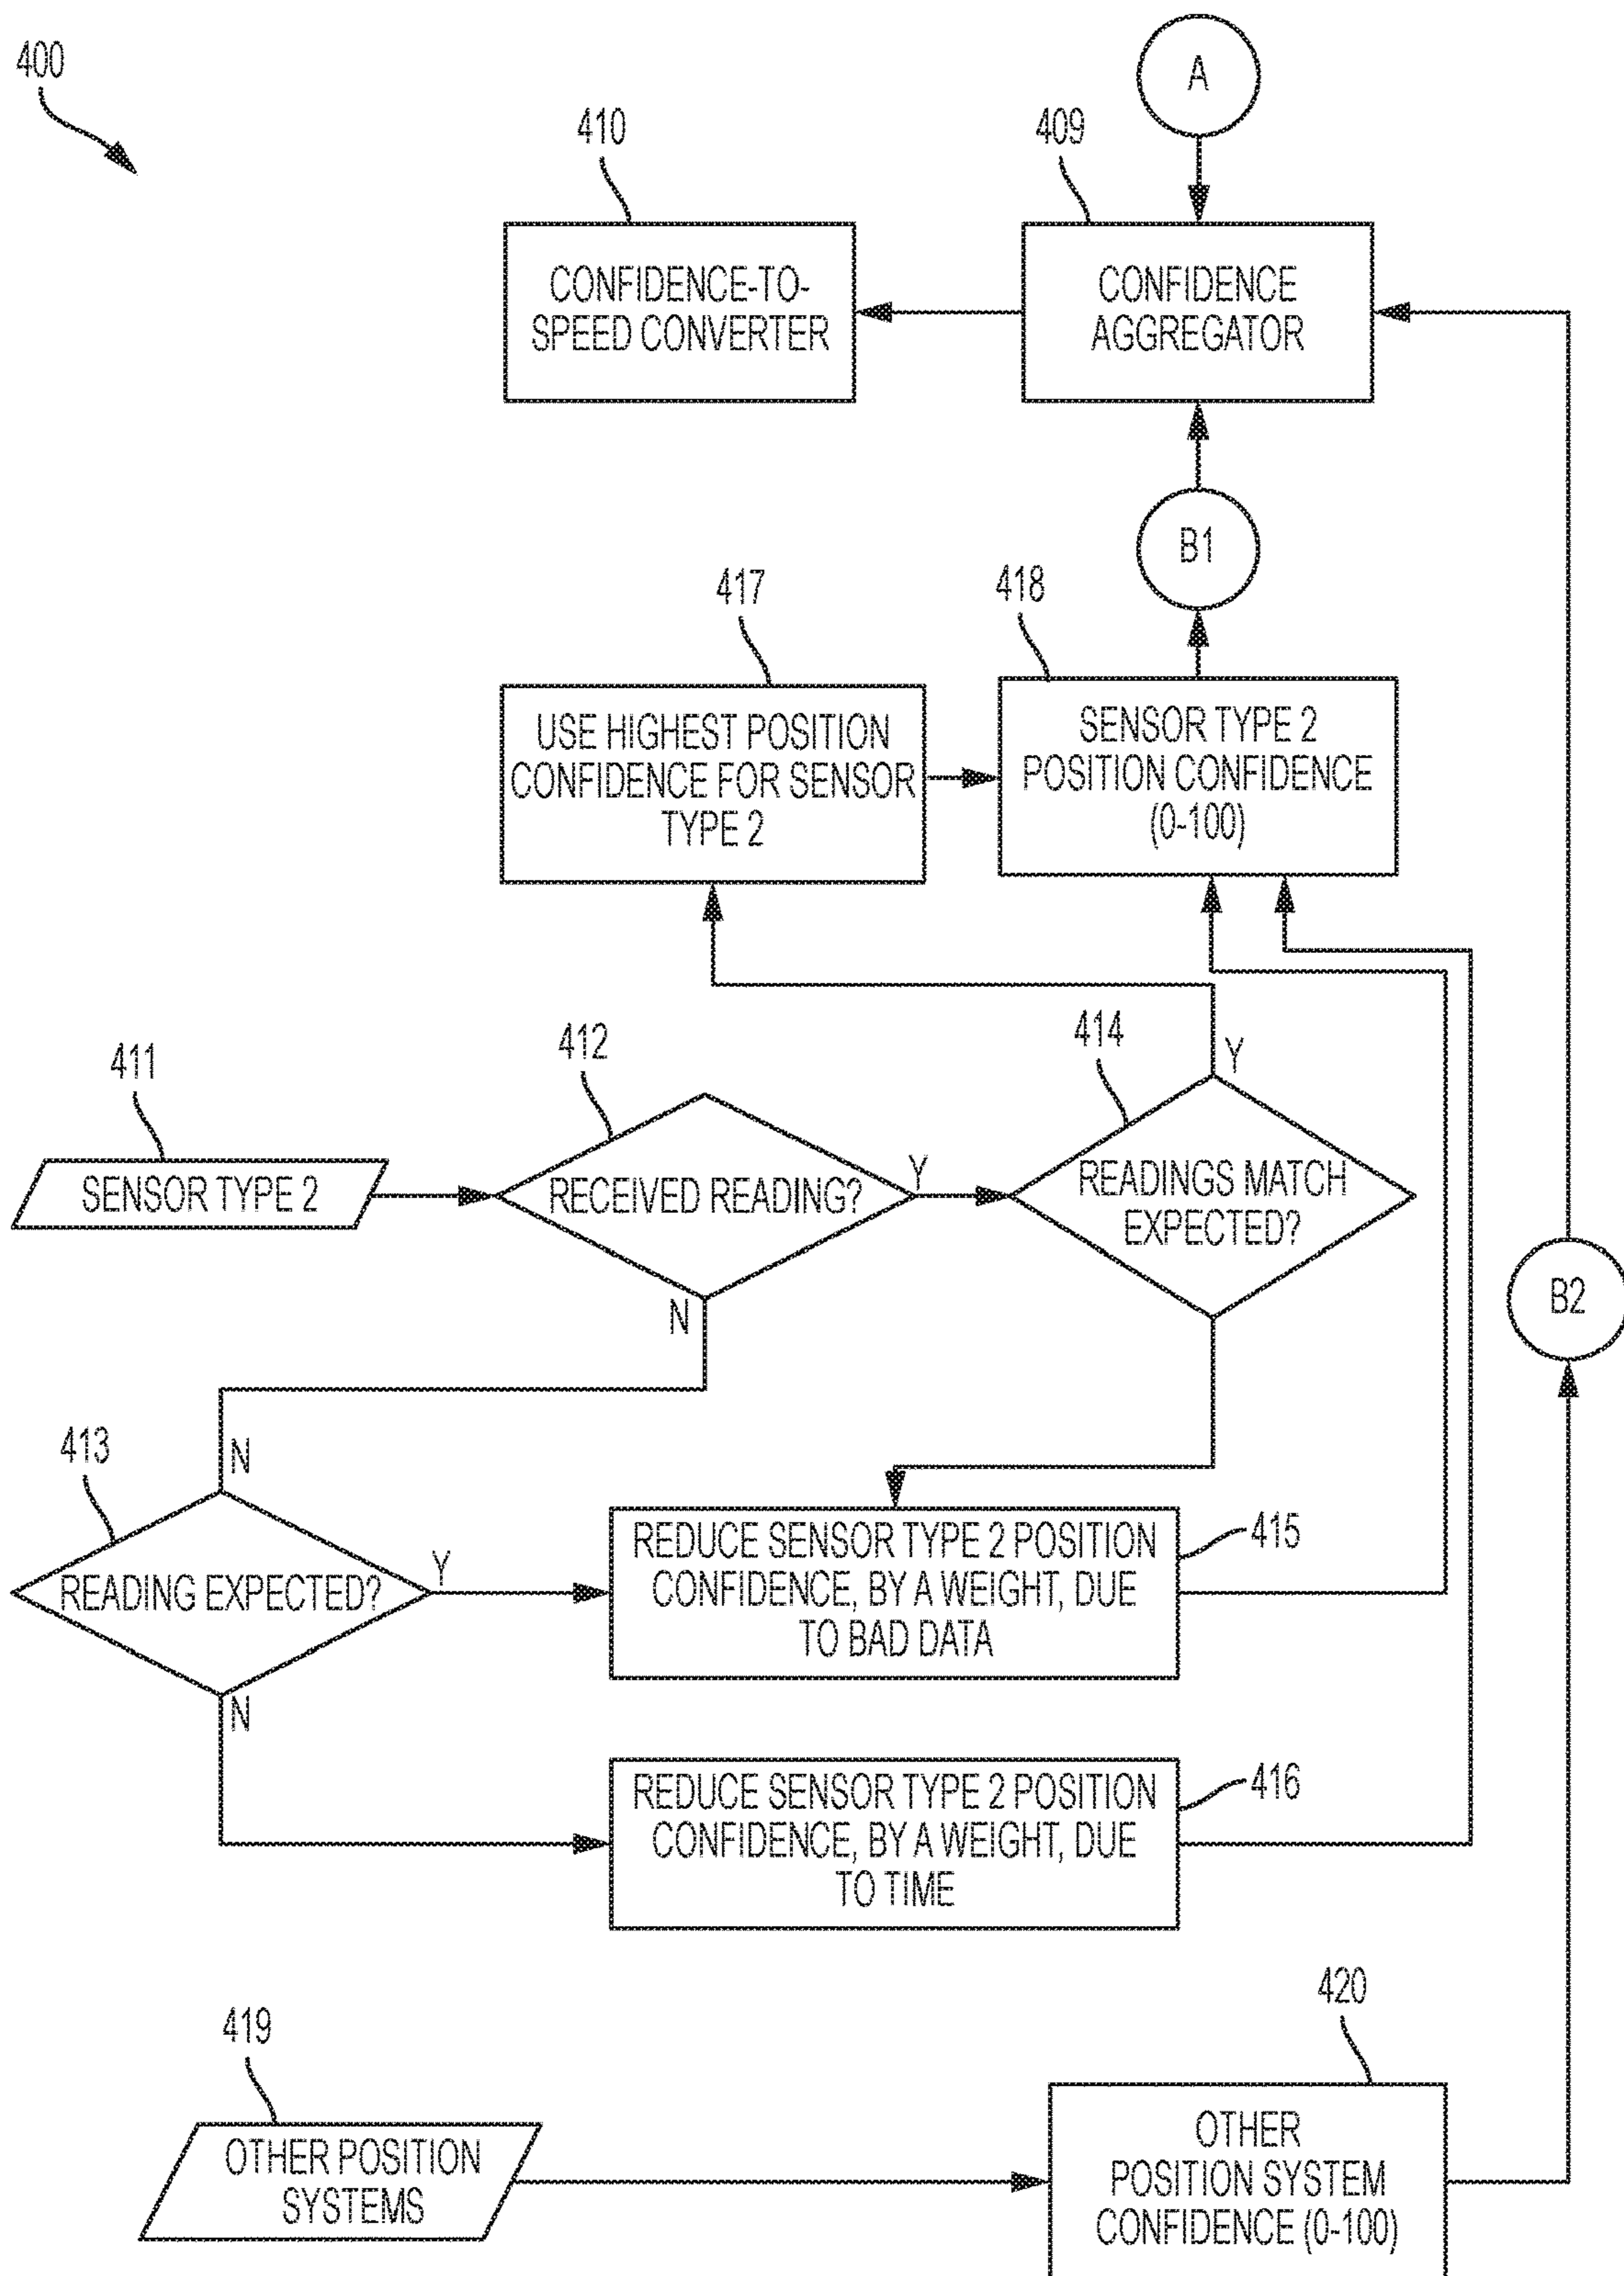 400
A
410
409
CONFIDENCE-TO-
SPEED CONVERTER
CONFIDENCE
AGGREGATOR
B1
417
418
USE HIGHEST POSITION
CONFIDENCE FOR SENSOR
TYPE 2
SENSOR TYPE 2
POSITION CONFIDENCE
(0-100)
411
412
414
Y
SENSOR TYPE 2
RECEIVED READING?
Y
READINGS MATCH
EXPECTED?
N
B2
413
N
READING EXPECTED?
Y
REDUCE SENSOR TYPE 2 POSITION
CONFIDENCE, BY A WEIGHT, DUE
TO BAD DATA
415
N
REDUCE SENSOR TYPE 2 POSITION
CONFIDENCE, BY A WEIGHT, DUE
TO TIME
416
419
420
OTHER POSITION
SYSTEMS
OTHER
POSITION SYSTEM
CONFIDENCE (0-100)